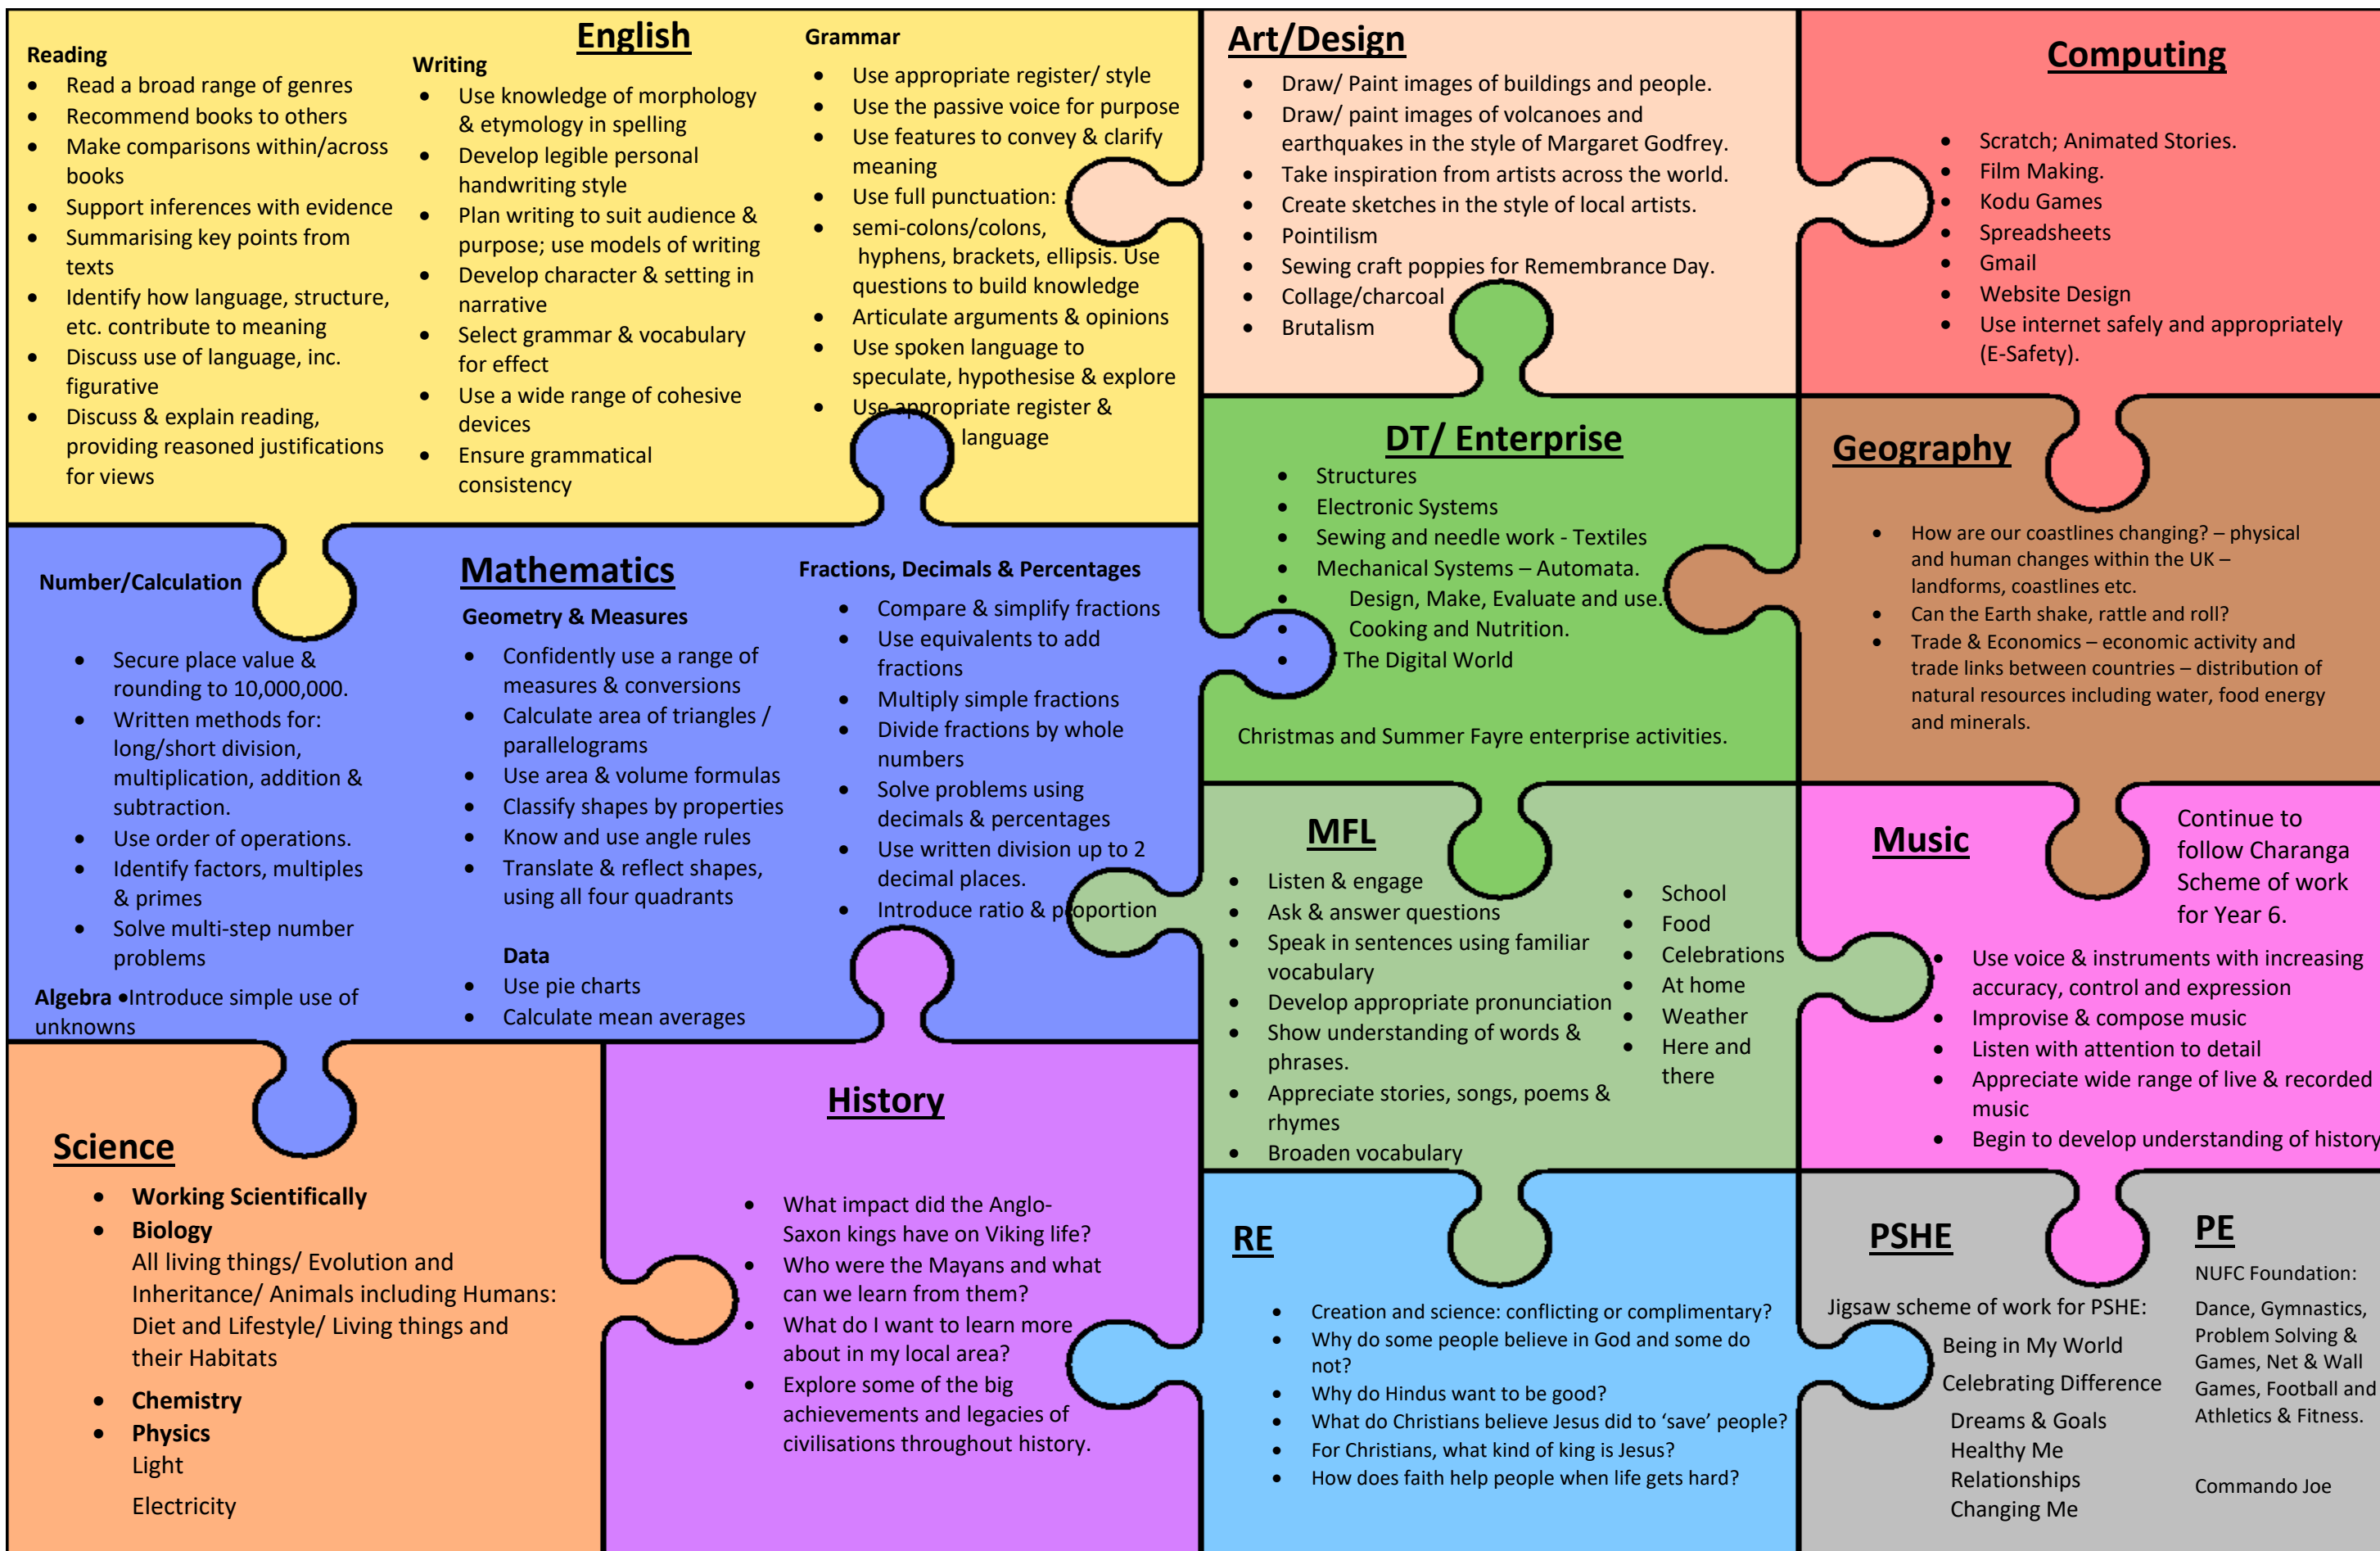 English
Reading
• Read a broad range of genres
• Recommend books to others
• Make comparisons within/across
books
• Support inferences with evidence
• Summarising key points from
texts
• Identify how language, structure,
etc. contribute to meaning
• Discuss use of language, inc.
figurative
• Discuss & explain reading,
providing reasoned justifications
for views
Writing
• Use knowledge of morphology
& etymology in spelling
• Develop legible personal
handwriting style
• Plan writing to suit audience &
purpose; use models of writing
• Develop character & setting in
narrative
• Select grammar & vocabulary
for effect
• Use a wide range of cohesive
devices
• Ensure grammatical
consistency
Grammar
• Use appropriate register/ style
• Use the passive voice for purpose
• Use features to convey & clarify
meaning
• Use full punctuation:
• semi-colons/colons,
hyphens, brackets, ellipsis. Use
questions to build knowledge
• Articulate arguments & opinions
• Use spoken language to
speculate, hypothesise & explore
• Use appropriate register &
language
Art/Design
• Draw/ Paint images of buildings and people.
• Draw/ paint images of volcanoes and
earthquakes in the style of Margaret Godfrey.
• Take inspiration from artists across the world.
• Create sketches in the style of local artists.
• Pointilism
• Sewing craft poppies for Remembrance Day.
• Collage/charcoal
• Brutalism
Computing
• Scratch; Animated Stories.
• Film Making.
• Kodu Games
• Spreadsheets
• Gmail
• Website Design
• Use internet safely and appropriately
(E-Safety).
DT/ Enterprise
• Structures
• Electronic Systems
• Sewing and needle work - Textiles
• Mechanical Systems – Automata.
• Design, Make, Evaluate and use.
• Cooking and Nutrition.
• The Digital World
Christmas and Summer Fayre enterprise activities.
Geography
• How are our coastlines changing? – physical
and human changes within the UK –
landforms, coastlines etc.
• Can the Earth shake, rattle and roll?
• Trade & Economics – economic activity and
trade links between countries – distribution of
natural resources including water, food energy
and minerals.
Mathematics
Number/Calculation
• Secure place value &
rounding to 10,000,000.
• Written methods for:
long/short division,
multiplication, addition &
subtraction.
• Use order of operations.
• Identify factors, multiples
& primes
• Solve multi-step number
problems
Algebra •Introduce simple use of
unknowns
Geometry & Measures
• Confidently use a range of
measures & conversions
• Calculate area of triangles /
parallelograms
• Use area & volume formulas
• Classify shapes by properties
• Know and use angle rules
• Translate & reflect shapes,
using all four quadrants
Data
• Use pie charts
• Calculate mean averages
Fractions, Decimals & Percentages
• Compare & simplify fractions
• Use equivalents to add
fractions
• Multiply simple fractions
• Divide fractions by whole
numbers
• Solve problems using
decimals & percentages
• Use written division up to 2
decimal places.
• Introduce ratio & proportion
MFL
• Listen & engage
• Ask & answer questions
• Speak in sentences using familiar
vocabulary
• Develop appropriate pronunciation
• Show understanding of words &
phrases.
• Appreciate stories, songs, poems &
rhymes
• Broaden vocabulary
• School
• Food
• Celebrations
• At home
• Weather
• Here and
there
Music
Continue to
follow Charanga
Scheme of work
for Year 6.
• Use voice & instruments with increasing
accuracy, control and expression
• Improvise & compose music
• Listen with attention to detail
• Appreciate wide range of live & recorded
music
• Begin to develop understanding of history
Science
• Working Scientifically
• Biology
All living things/ Evolution and
Inheritance/ Animals including Humans:
Diet and Lifestyle/ Living things and
their Habitats
• Chemistry
• Physics
Light
Electricity
History
• What impact did the Anglo-
Saxon kings have on Viking life?
• Who were the Mayans and what
can we learn from them?
• What do I want to learn more
about in my local area?
• Explore some of the big
achievements and legacies of
civilisations throughout history.
RE
• Creation and science: conflicting or complimentary?
• Why do some people believe in God and some do
not?
• Why do Hindus want to be good?
• What do Christians believe Jesus did to ‘save’ people?
• For Christians, what kind of king is Jesus?
• How does faith help people when life gets hard?
PSHE
Jigsaw scheme of work for PSHE:
Being in My World
Celebrating Difference
Dreams & Goals
Healthy Me
Relationships
Changing Me
PE
NUFC Foundation:
Dance, Gymnastics,
Problem Solving &
Games, Net & Wall
Games, Football and
Athletics & Fitness.
Commando Joe